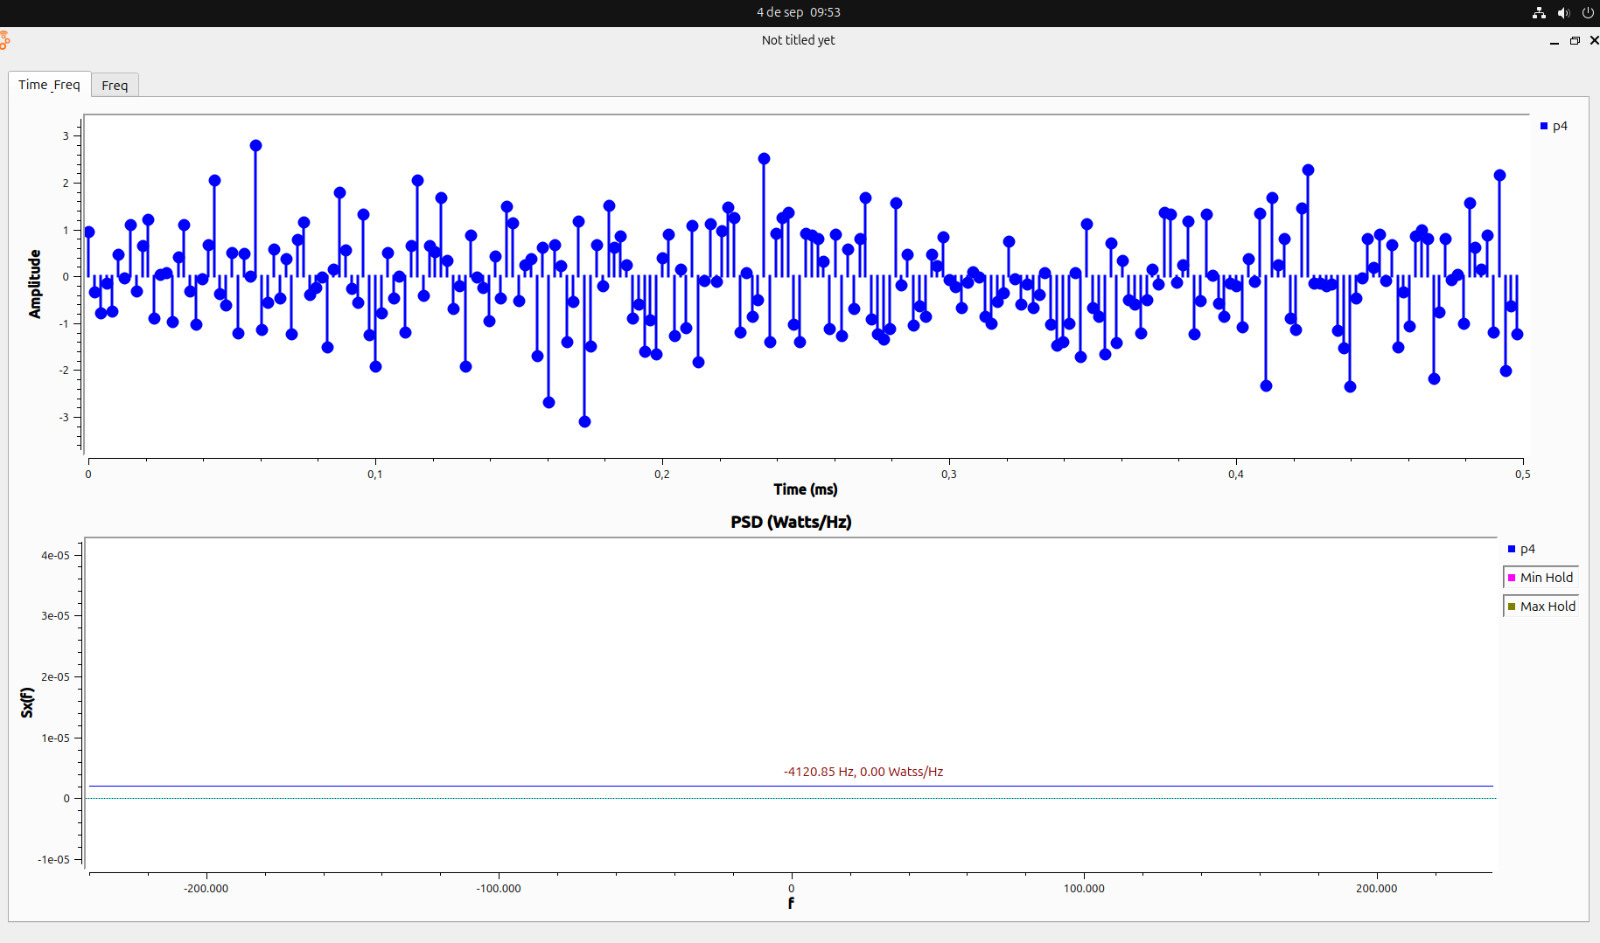 4 de sep 09:53
Not titled yet
Time_Freq
Freq
Amplitude
3
2
1
0
-1
-2
-3
p4
0
0,1
0,2
0,3
0,4
0,5
Time (ms)
PSD (Watts/Hz)
Sx(f)
4e-05
3e-05
2e-05
1e-05
0
-1e-05
p4
Min Hold
Max Hold
-4120.85 Hz, 0.00 Watss/Hz
-200.000
-100.000
0
100.000
200.000
f